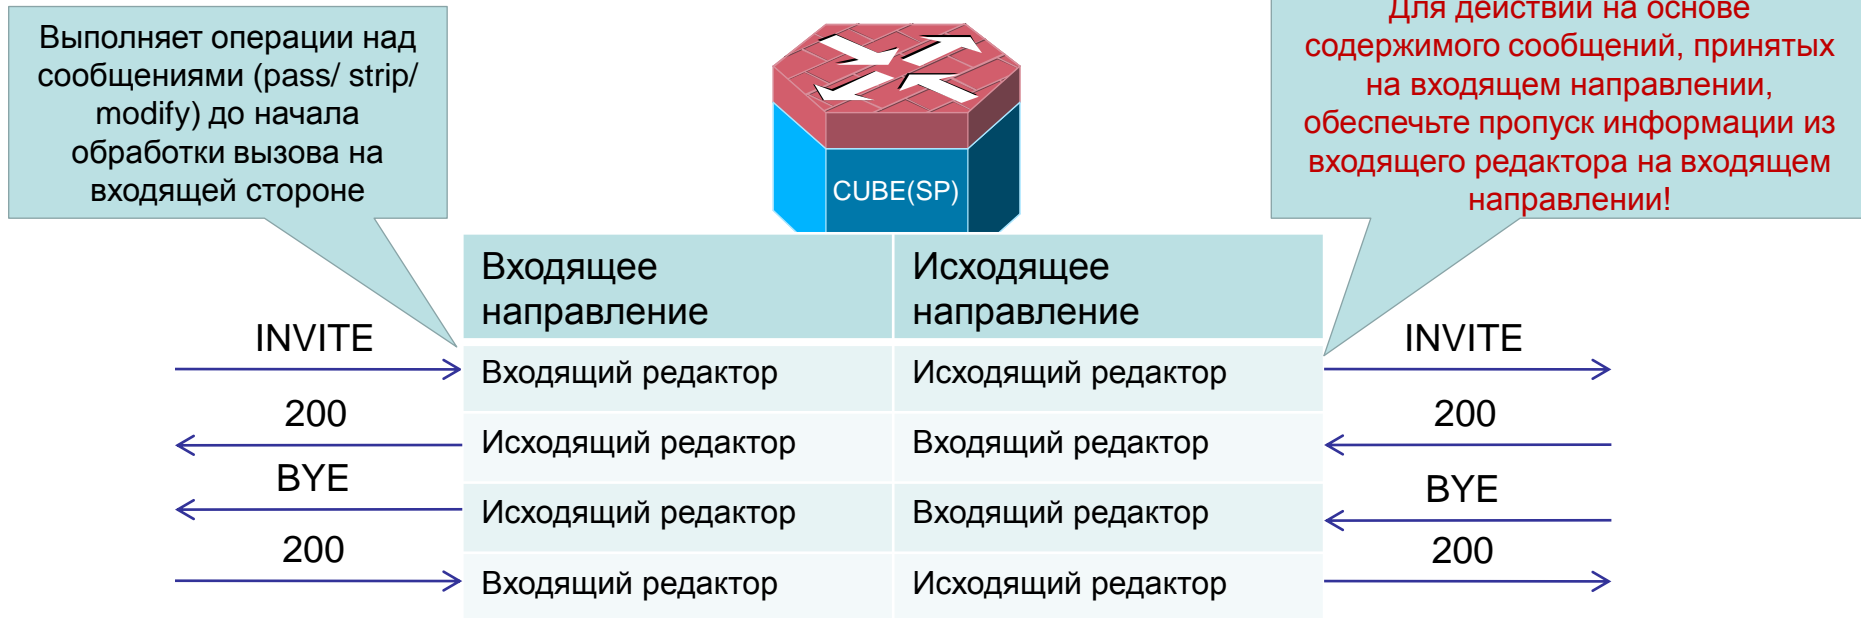 Выполняет операции над
сообщениями (pass/ strip/
modify) до начала
обработки вызова на
входящей стороне
CUBE(SP)
Для действий на основе
содержимого сообщений, принятых
на входящем направлении,
обеспечьте пропуск информации из
входящего редактора на входящем
направлении!
Входящее
направление
Исходящее
направление
INVITE
Входящий редактор
Исходящий редактор
INVITE
200
Исходящий редактор
Входящий редактор
200
BYE
Исходящий редактор
Входящий редактор
BYE
200
Входящий редактор
Исходящий редактор
200